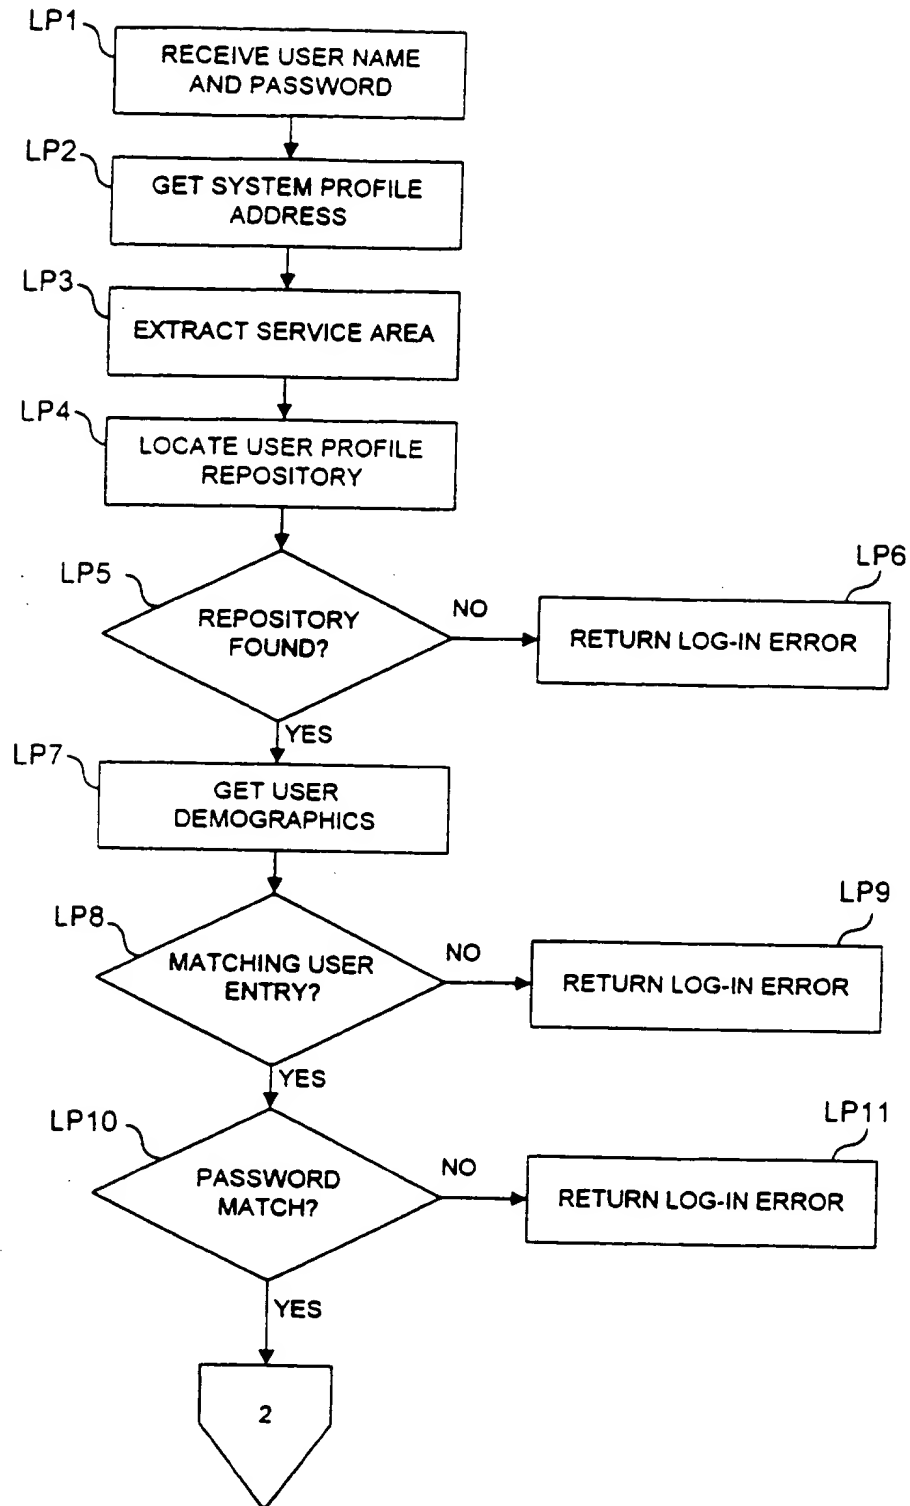 LP1
RECEIVE USER NAME
AND PASSWORD
LP2
GET SYSTEM PROFILE
ADDRESS
LP3
EXTRACT SERVICE AREA
LP4
LOCATE USER PROFILE
REPOSITORY
LP5
REPOSITORY
FOUND?
NO
LP6
RETURN LOG-IN ERROR
YES
LP7
GET USER
DEMOGRAPHICS
LP8
MATCHING USER
ENTRY?
NO
LP9
RETURN LOG-IN ERROR
YES
LP10
PASSWORD
MATCH?
NO
LP11
RETURN LOG-IN ERROR
YES
2